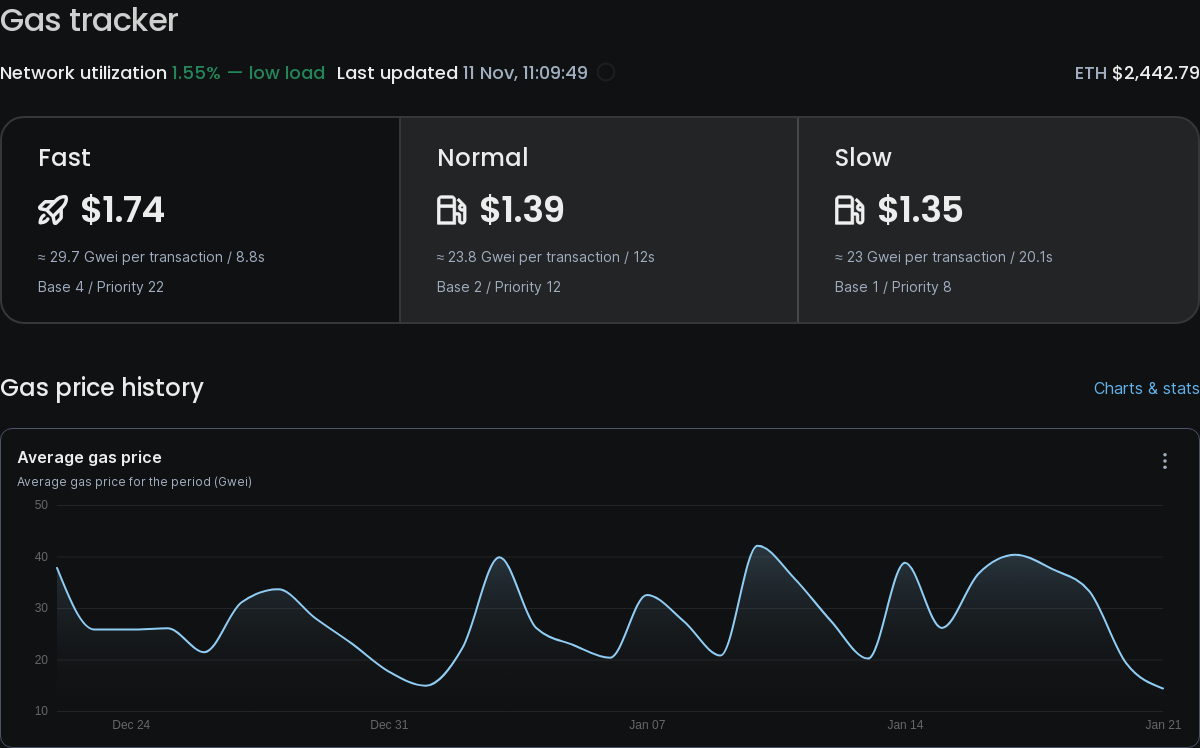 Gas tracker
Network utilization 1.55% — low load Last updated 11 Nov, 11:09:49 ETH $2,442.79
Fast
$1.74
≈ 29.7 Gwei per transaction / 8.8s
Base 4 / Priority 22
Normal
$1.39
≈ 23.8 Gwei per transaction / 12s
Base 2 / Priority 12
Slow
$1.35
≈ 23 Gwei per transaction / 20.1s
Base 1 / Priority 8
Gas price history
Charts & stats
Average gas price
Average gas price for the period (Gwei)
50
40
30
20
10
Dec 24 Dec 31 Jan 07 Jan 14 Jan 21